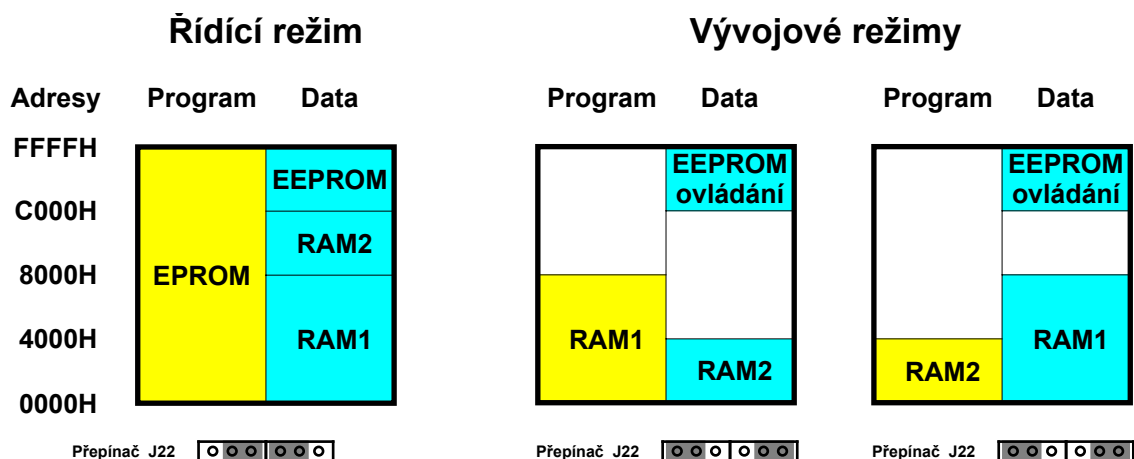 Řídící režim
Vývojové režimy
Adresy Program Data
Program Data
Program Data
FFFFH
C000H
8000H
4000H
0000H
EPROM
EEPROM
RAM2
RAM1
RAM1
EEPROM
ovládání
RAM2
RAM2
EEPROM
ovládání
RAM1
Přepínač J22
Přepínač J22
Přepínač J22